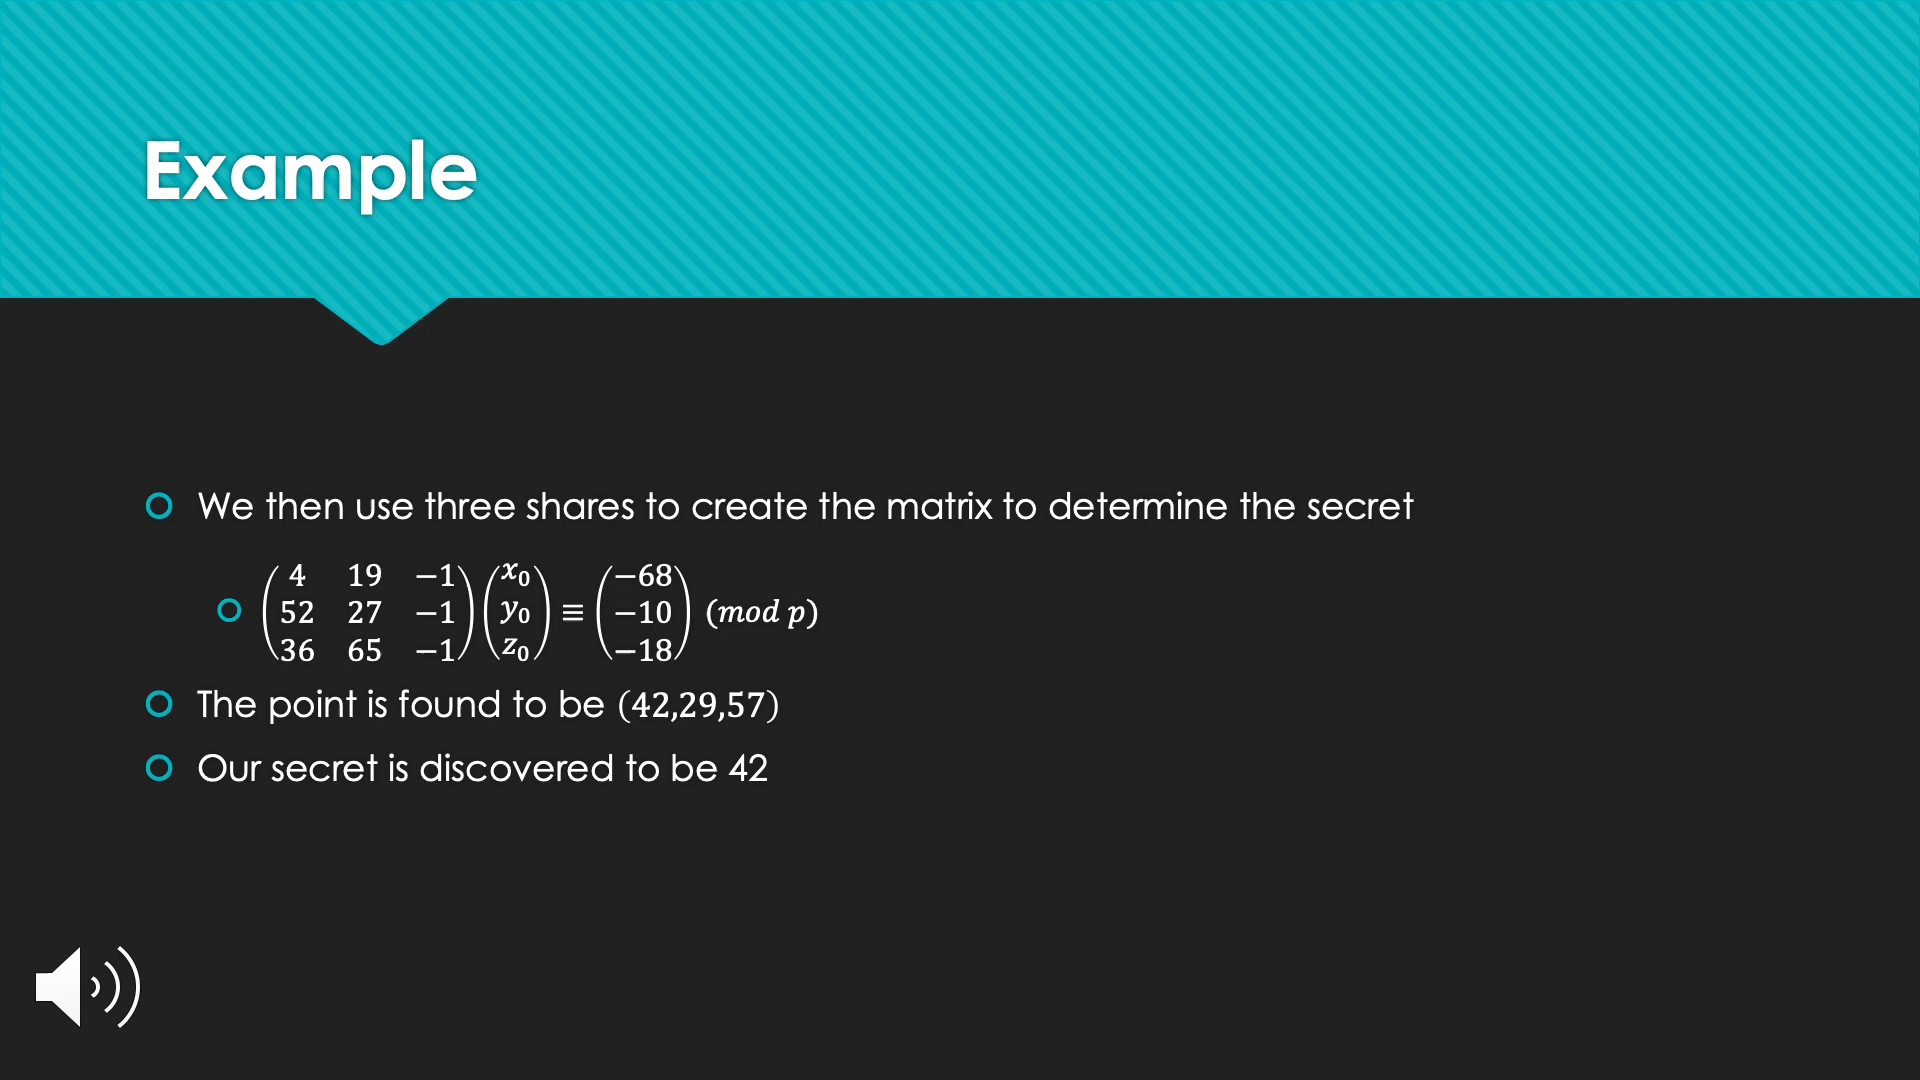 Example
We then use three shares to create the matrix to determine the secret
4 19 −1 x₀ −68
52 27 −1 y₀ ≡ −10 (mod p)
36 65 −1 z₀ −18
The point is found to be (42,29,57)
Our secret is discovered to be 42